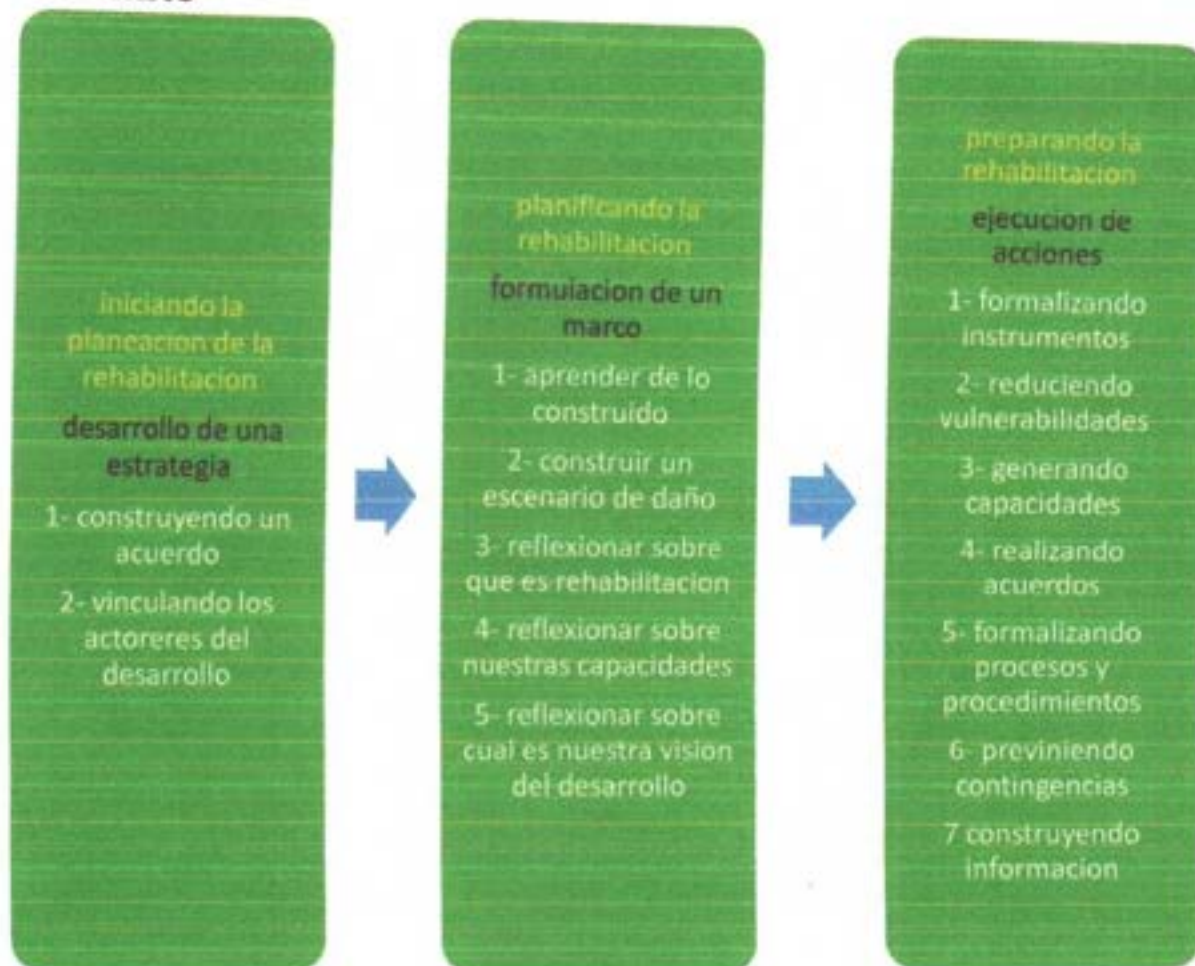 iniciando la
planeacion de la
rehabilitacion
desarrollo de una
estrategia
1- construyendo un
acuerdo
2- vinculando los
actoreres del
desarrollo
planificando la
rehabilitacion
formulacion de un
marco
1- aprender de lo
construido
2- construir un
escenario de daño
3- reflexionar sobre
que es rehabilitacion
4- reflexionar sobre
nuestras capacidades
5- reflexionar sobre
cual es nuestra vision
del desarrollo
preparando la
rehabilitacion
ejecucion de
acciones
1- formalizando
instrumentos
2- reduciendo
vulnerabilidades
3- generando
capacidades
4- realizando
acuerdos
5- formalizando
procesos y
procedimientos
6- previniendo
contingencias
7 construyendo
informacion